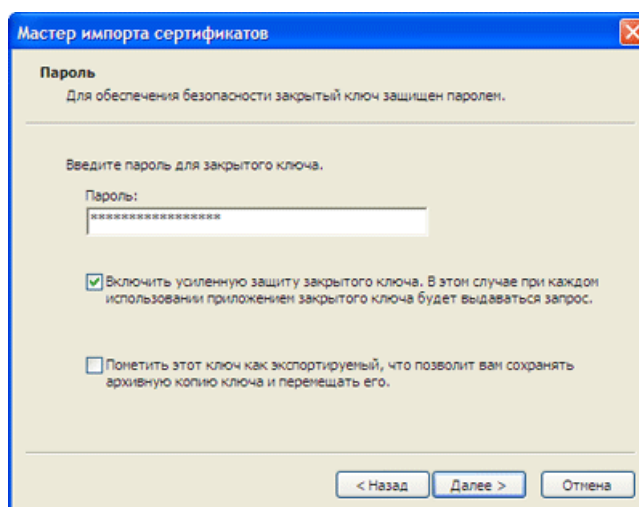 Мастер импорта сертификатов
Пароль
Для обеспечения безопасности закрытый ключ защищен паролем.
Введите пароль для закрытого ключа.
Пароль:
*****************
Включить усиленную защиту закрытого ключа. В этом случае при каждом
использовании приложением закрытого ключа будет выдаваться запрос.
Пометить этот ключ как экспортируемый, что позволит вам сохранять
архивную копию ключа и перемещать его.
< Назад Далее > Отмена